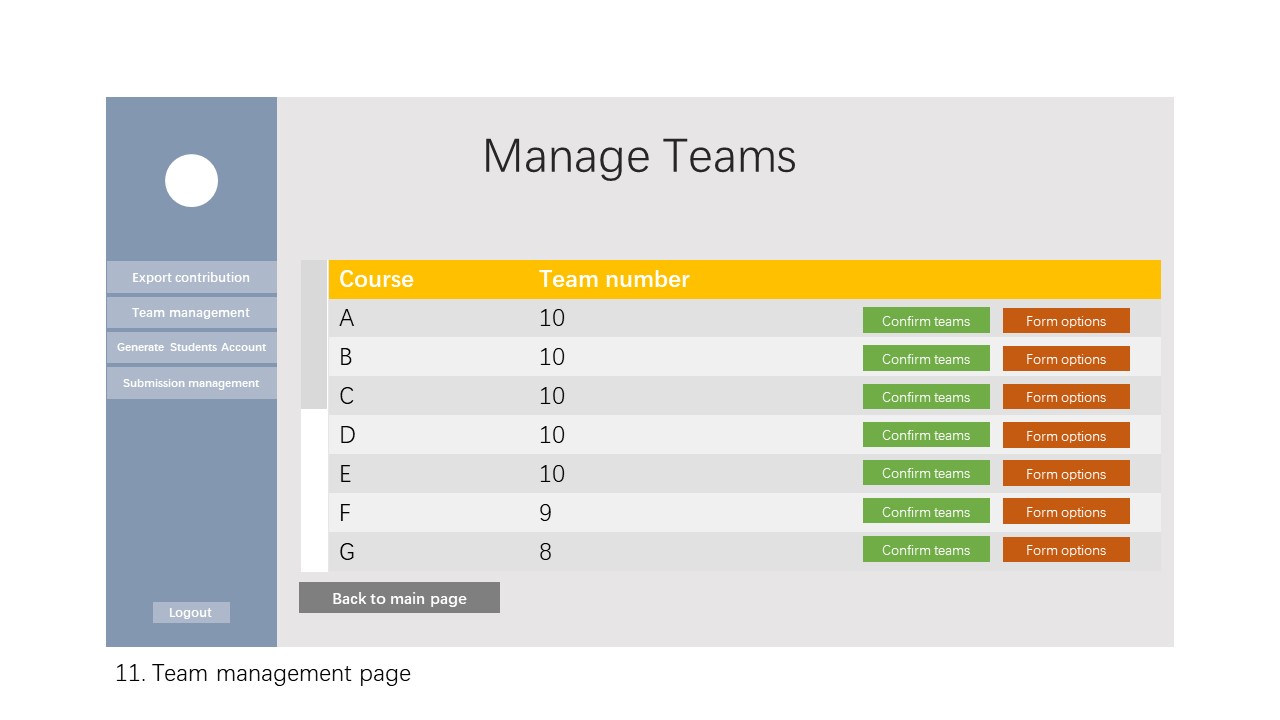 Manage Teams
Export contribution
Team management
Generate Students Account
Submission management
Logout
Course Team number
A 10 Confirm teams Form options
B 10 Confirm teams Form options
C 10 Confirm teams Form options
D 10 Confirm teams Form options
E 10 Confirm teams Form options
F 9 Confirm teams Form options
G 8 Confirm teams Form options
Back to main page
11. Team management page